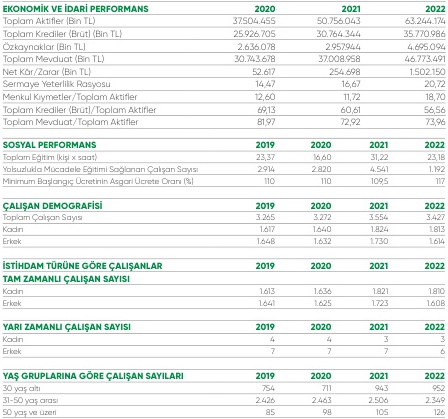 EKONOMİK VE İDARİ PERFORMANS 2020 2021 2022
Toplam Aktifler (Bin TL) 37.504.455 50.756.043 63.244.174
Toplam Krediler (Brüt) (Bin TL) 25.926.705 30.764.344 35.770.986
Özkaynaklar (Bin TL) 2.636.078 2.957.944 4.695.094
Toplam Mevduat (Bin TL) 30.743.678 37.008.958 46.773.491
Net Kâr/Zarar (Bin TL) 52.617 254.698 1.502.150
Sermaye Yeterlilik Rasyosu 14,47 16,67 20,72
Menkul Kıymetler/Toplam Aktifler 12,60 11,72 18,70
Toplam Krediler (Brüt)/Toplam Aktifler 69,13 60,61 56,56
Toplam Mevduat/Toplam Aktifler 81,97 72,92 73,96
SOSYAL PERFORMANS 2019 2020 2021 2022
Toplam Eğitim (kişi x saat) 23,37 16,60 31,22 23,18
Yolsuzlukla Mücadele Eğitimi Sağlanan Çalışan Sayısı 2.914 2.820 4.541 1.192
Minimum Başlangıç Ücretinin Asgari Ücrete Oranı (%) 110 110 109,5 117
ÇALIŞAN DEMOGRAFİSİ 2019 2020 2021 2022
Toplam Çalışan Sayısı 3.265 3.272 3.554 3.427
Kadın 1.617 1.640 1.824 1.813
Erkek 1.648 1.632 1.730 1.614
İSTİHDAM TÜRÜNE GÖRE ÇALIŞANLAR 2019 2020 2021 2022
TAM ZAMANLI ÇALIŞAN SAYISI
Kadın 1.613 1.636 1.821 1.810
Erkek 1.641 1.625 1.723 1.608
YARI ZAMANLI ÇALIŞAN SAYISI 2019 2020 2021 2022
Kadın 4 4 3 3
Erkek 7 7 7 6
YAŞ GRUPLARINA GÖRE ÇALIŞAN SAYILARI 2019 2020 2021 2022
30 yaş altı 754 711 943 952
31-50 yaş arası 2.426 2.463 2.506 2.349
50 yaş ve üzeri 85 98 105 126